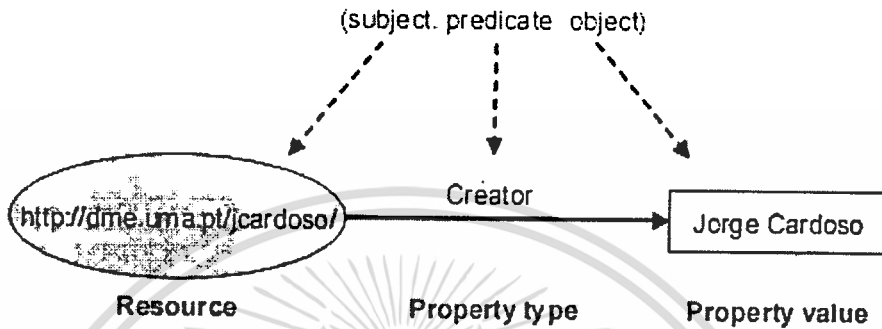 (subject. predicate object)
Creator
http://dme.uma.pt/jcardoso/
Jorge Cardoso
Resource
Property type
Property value